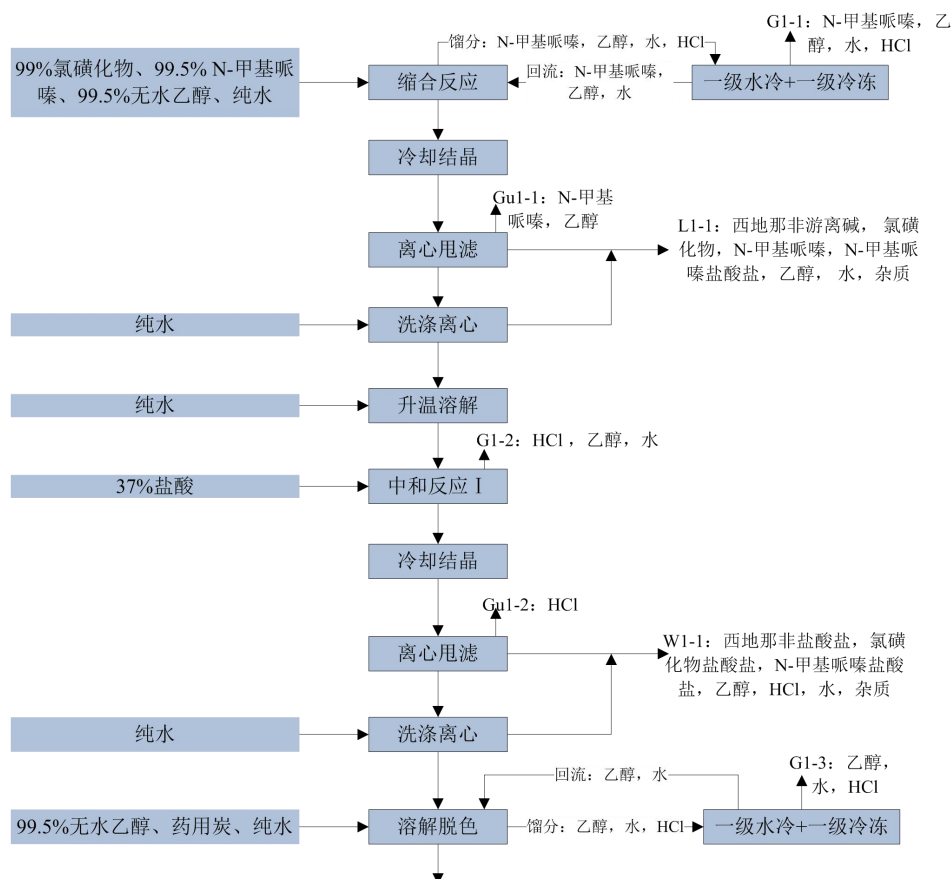 G1-1：N-甲基哌嗪，乙
醇，水，HCl
馏分：N-甲基哌嗪，乙醇，水，HCl
99%氯磺化物、99.5% N-甲基哌
嗪、99.5%无水乙醇、纯水
缩合反应
回流：N-甲基哌嗪，
乙醇，水
一级水冷+一级冷冻
冷却结晶
Gu1-1：N-甲基
哌嗪，乙醇
离心甩滤
L1-1：西地那非游离碱， 氯磺
化物，N-甲基哌嗪，N-甲基哌
嗪盐酸盐，乙醇， 水，杂质
纯水
洗涤离心
纯水
升温溶解
G1-2：HCl ，乙醇，水
37%盐酸
中和反应 I
冷却结晶
Gu1-2：HCl
离心甩滤
W1-1：西地那非盐酸盐，氯磺
化物盐酸盐，N-甲基哌嗪盐酸
盐，乙醇，HCl，水，杂质
纯水
洗涤离心
G1-3：乙醇，
水，HCl
回流：乙醇，水
99.5%无水乙醇、药用炭、纯水
溶解脱色
馏分：乙醇，水，HCl
一级水冷+一级冷冻